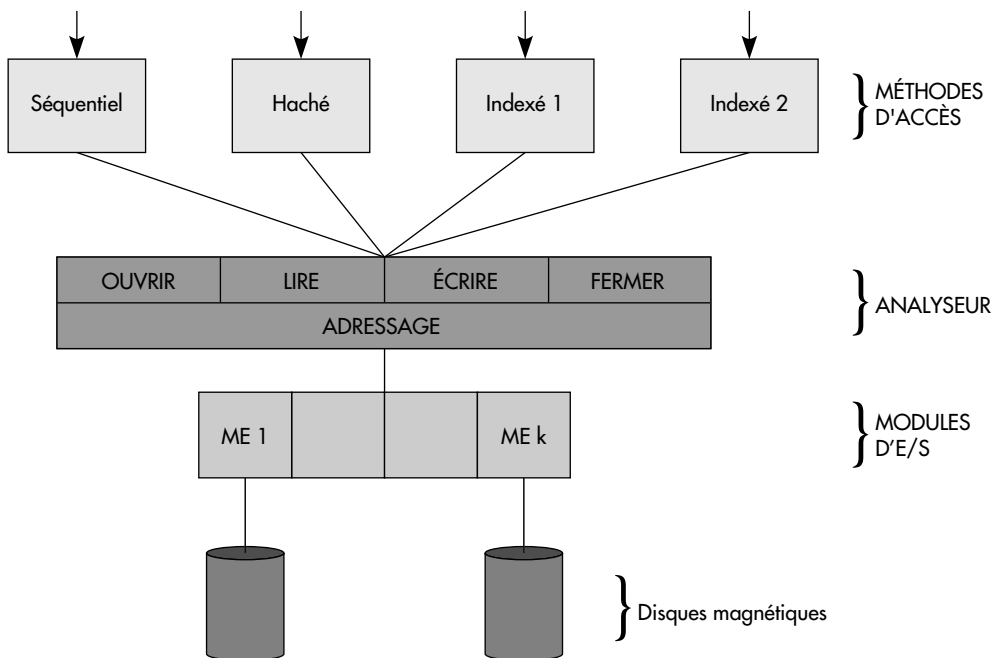 Séquentiel
Haché
Indexé 1
Indexé 2
MÉTHODES
D'ACCÈS
OUVRIR
LIRE
ÉCRIRE
FERMER
ADRESSAGE
ANALYSEUR
ME 1
ME k
MODULES
D'E/S
Disques magnétiques